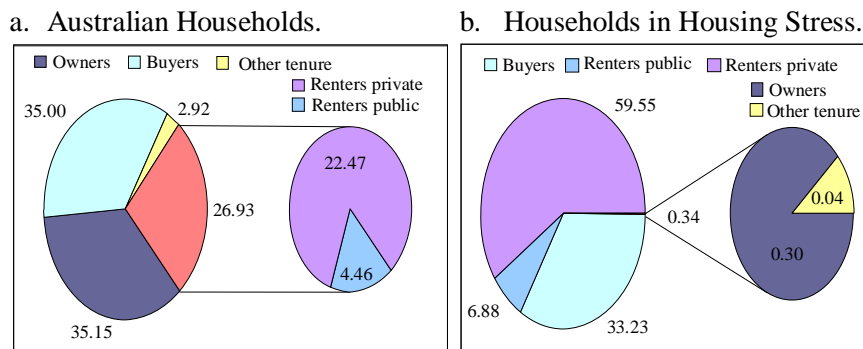 a. Australian Households.
Owners Buyers Other tenure
Renters private
Renters public
35.00
2.92
22.47
26.93
4.46
35.15
b. Households in Housing Stress.
Buyers Renters public Renters private
Owners
Other tenure
59.55
0.04
0.34
0.30
6.88
33.23